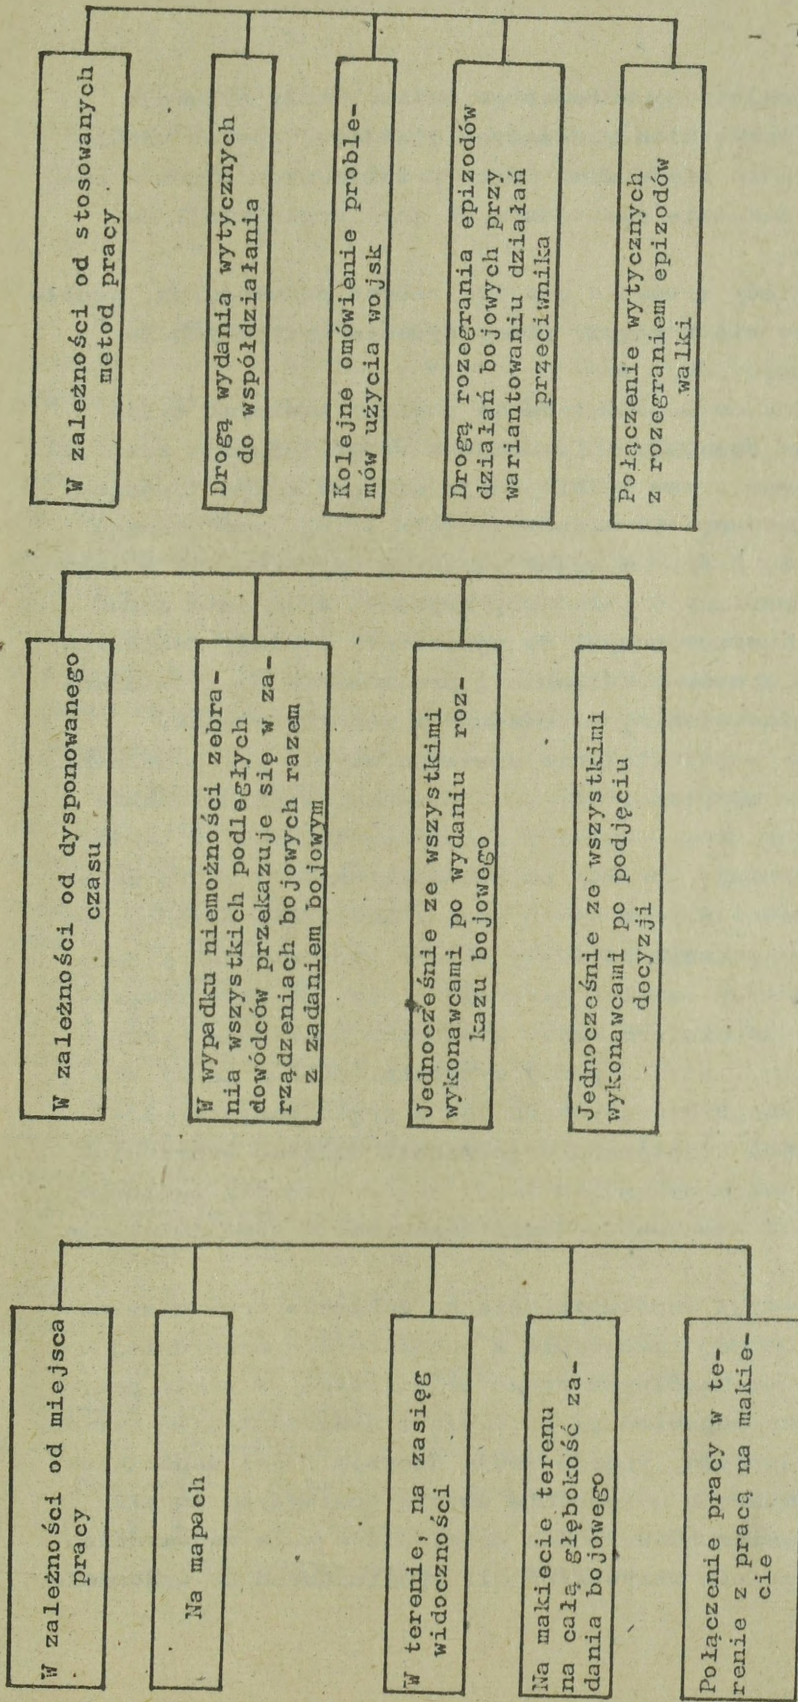 W zależności od miejsca
pracy
Na mapach
W terenie, na zasięg
widoczności
Na makiecie terenu
na całą głębokość za-
dania bojowego
Połączenie pracy w te-
renie z pracą na makie-
cie
W zależności od dysponowanego
czasu
W wypadku niemożności zebra-
nia wszystkich podległych
dowódców przekazuje się w za-
rządzeniach bojowych razem
z zadaniem bojowym
Jednocześnie ze wszystkimi
wykonawcami po wydaniu roz-
kazu bojowego
Jednocześnie ze wszystkimi
wykonawcami po podjęciu
docyzji
W zależności od stosowanych
metod pracy
Drogą wydania wytycznych
do współdziałania
Kolejne omówienie proble-
mów użycia wojsk
Drogą rozegrania epizodów
działań bojowych przy
wariantowaniu działań
przeciwnika
Połączenie wytycznych
z rozegraniem epizodów
walki